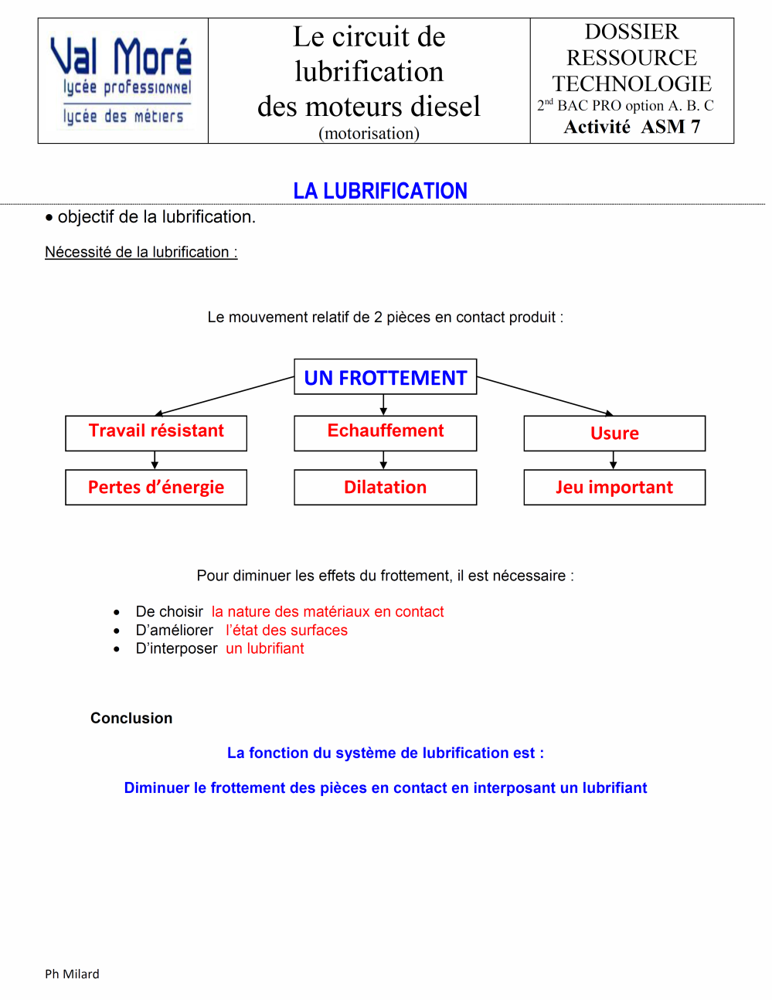 Val Moré
lycée professionnel
lycée des métiers
Le circuit de
lubrification
des moteurs diesel
(motorisation)
DOSSIER
RESSOURCE
TECHNOLOGIE
2nd BAC PRO option A. B. C
Activité ASM 7
LA LUBRIFICATION
• objectif de la lubrification.
Nécessité de la lubrification :
Le mouvement relatif de 2 pièces en contact produit :
UN FROTTEMENT
Travail résistant
Echauffement
Usure
Pertes d’énergie
Dilatation
Jeu important
Pour diminuer les effets du frottement, il est nécessaire :
• De choisir la nature des matériaux en contact
• D’améliorer l’état des surfaces
• D’interposer un lubrifiant
Conclusion
La fonction du système de lubrification est :
Diminuer le frottement des pièces en contact en interposant un lubrifiant
Ph Milard